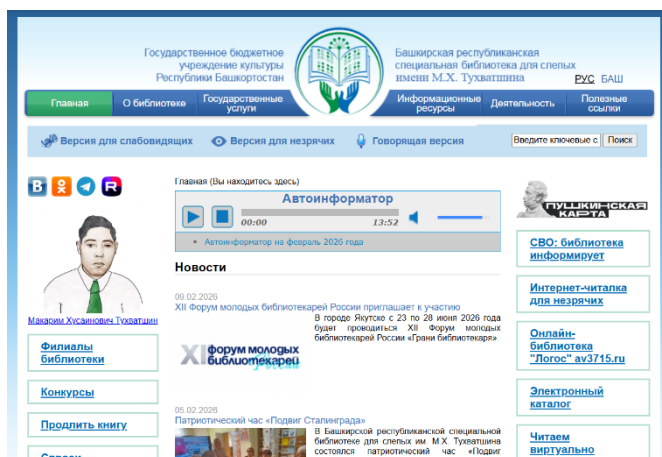 Государственное бюджетное
учреждение культуры
Республики Башкортостан
Башкирская республиканская
специальная библиотека для слепых
имени М.Х. Тухватшина
РУС БАШ
Главная
О библиотеке
Государственные
услуги
Информационные
ресурсы
Деятельность
Полезные
ссылки
Версия для слабовидящих
Версия для незрячих
Говорящая версия
Введите ключевые с
Поиск
Главная (Вы находитесь здесь)
Автоинформатор
00:00
13:52
Автоинформатор на февраль 2026 года
Новости
09.02.2026
XII Форум молодых библиотекарей России приглашает к участию
В городе Якутске с 23 по 28 июня 2026 года
будет проводиться XII Форум молодых
библиотекарей России «Грани библиотекаря».
XI форум молодых
библиотекарей
России
05.02.2026
Патриотический час «Подвиг Сталинграда»
В Башкирской республиканской специальной
библиотеке для слепых им. М.Х. Тухватшина
состоялся патриотический час «Подвиг
Макарим Хусаинович Тухватшин
Филиалы
библиотеки
Конкурсы
Продлить книгу
ПУШКИНСКАЯ
КАРТА
СВО: библиотека
информирует
Интернет-читалка
для незрячих
Онлайн-
библиотека
"Логос" av3715.ru
Электронный
каталог
Читаем
виртуально